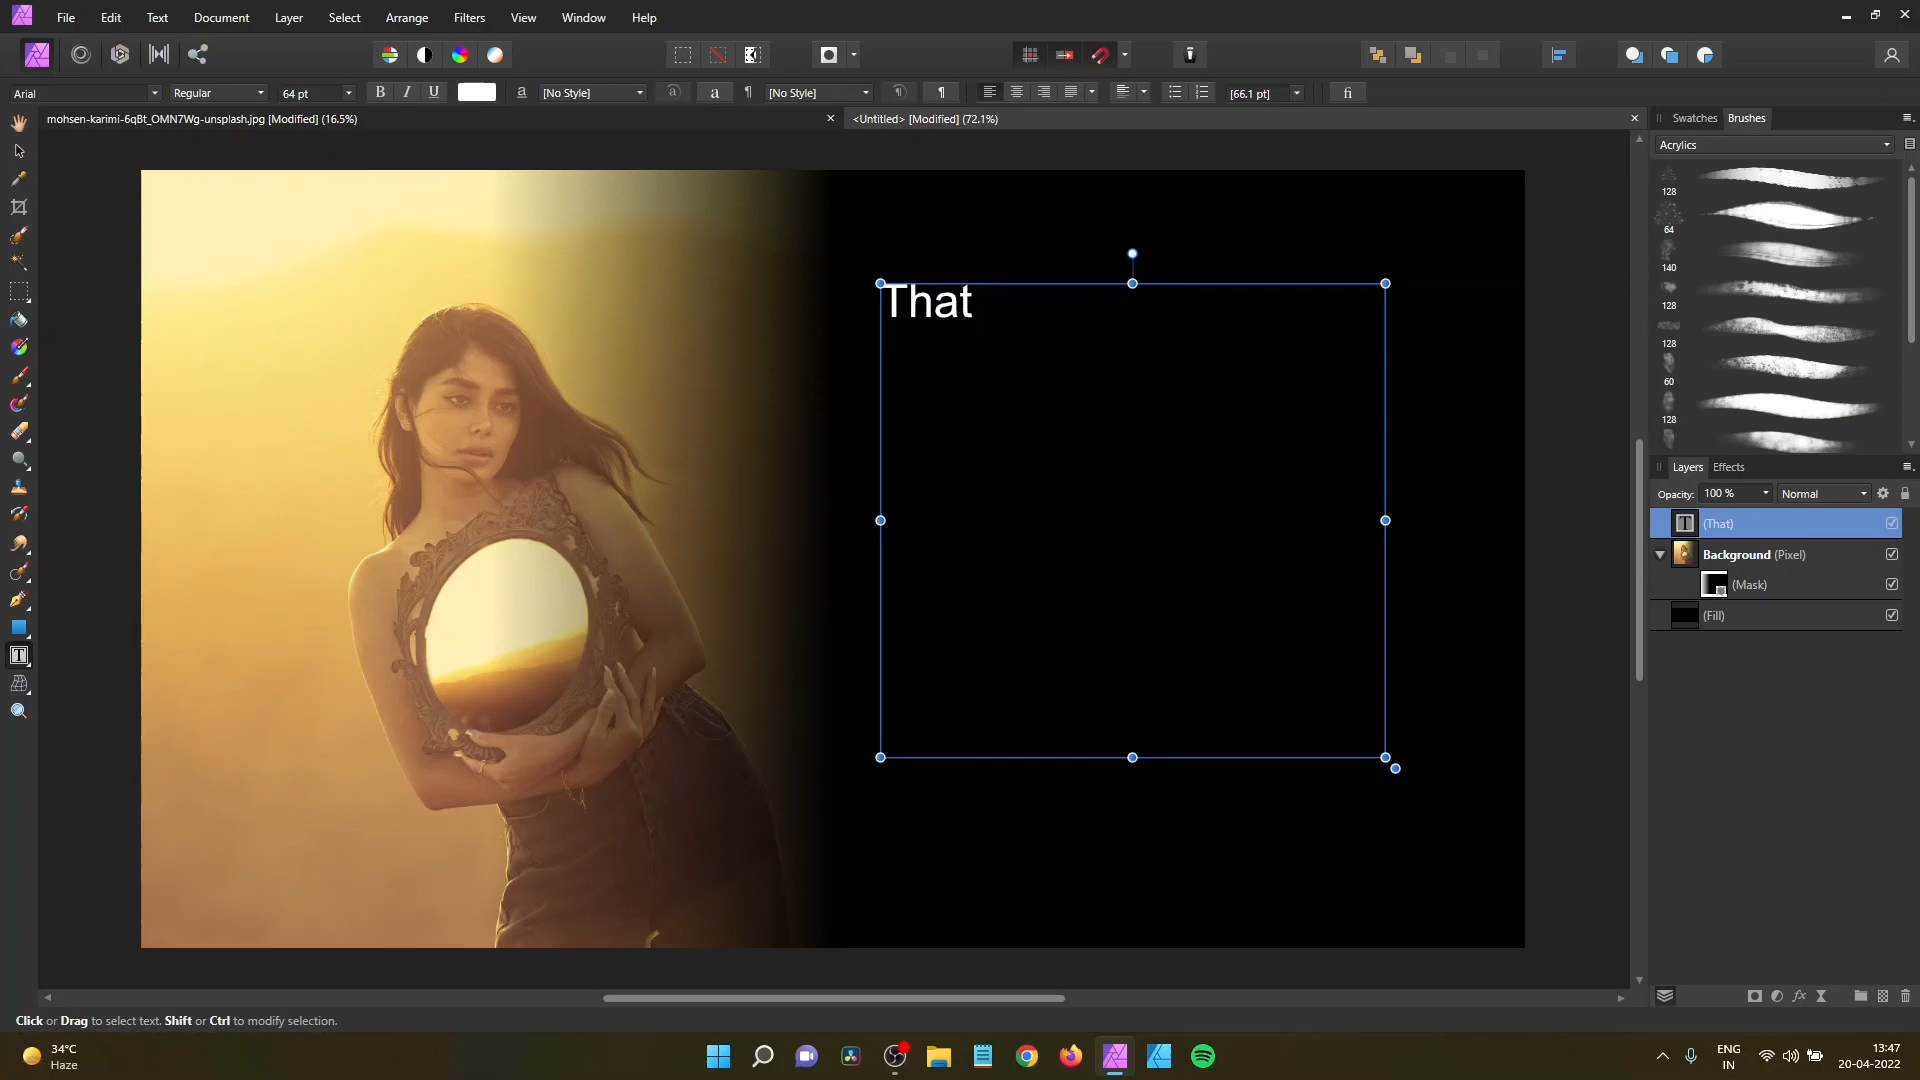 File Edit Text Document Layer Select Arrange Filters View Window Help
Arial Regular 64 pt B I U a [No Style] a a ¶ [No Style] ¶ ¶ [66.1 pt] fi
mohsen-karimi-6qBt_OMN7Wg-unsplash.jpg [Modified] (16.5%)
<Untitled> [Modified] (72.1%)
Swatches Brushes
Acrylics
128
64
140
128
128
60
128
That
Layers Effects
Opacity: 100 % Normal
(That)
Background (Pixel)
(Mask)
(Fill)
fx
Click or Drag to select text. Shift or Ctrl to modify selection.
34°C
Haze
ENG
IN
13:47
20-04-2022